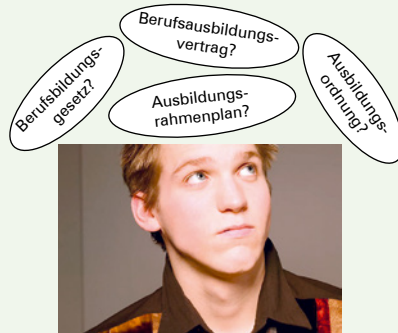 Berufsbildungs-
gesetz?
Berufsausbildungs-
vertrag?
Ausbildungs-
rahmenplan?
Ausbildungs-
ordnung?